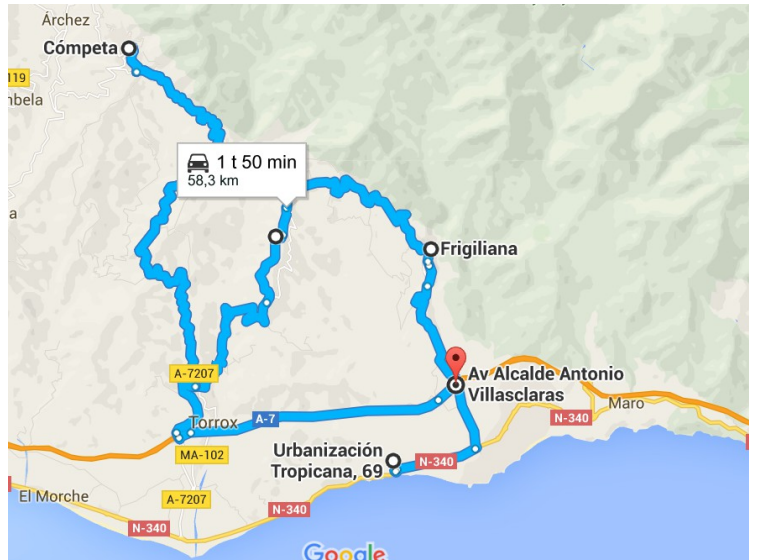 Árchez
Cómpeta
119
nbela
1 t 50 min
58,3 km
a
Frigiliana
A-7207
Av Alcalde Antonio
Villasclaras
Maro
N-340
Torrox
A-7
MA-102
Urbanización
Tropicana, 69
N-340
El Morche
A-7207
N-340
N-340
Google